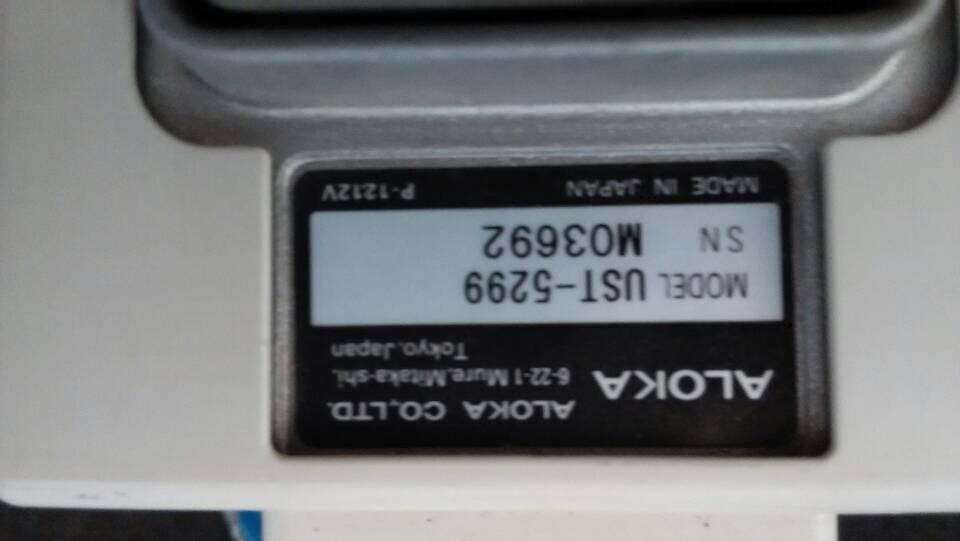 ALOKA ALOKA CO.,LTD.
6-22-1 Mure,Mitaka-shi,
Tokyo,Japan
MODEL UST-5299
SN M03692
MADE IN JAPAN P-1212V